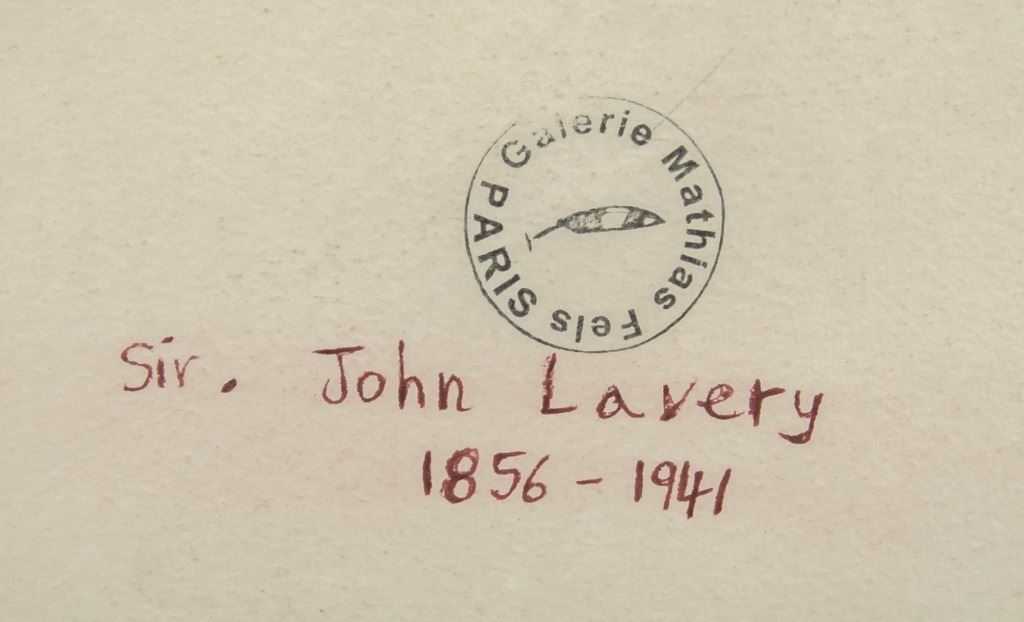 Galerie Mathias Fels PARIS
Sir. John Lavery
1856 - 1941